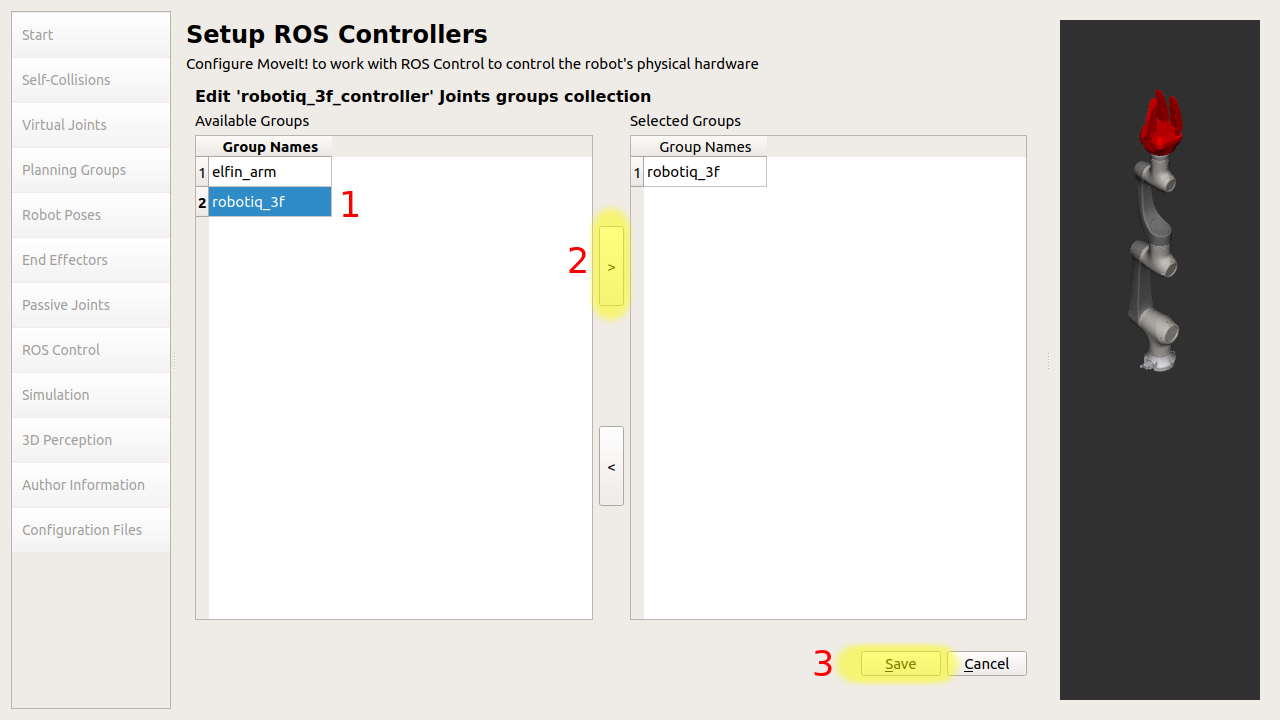 Start
Self-Collisions
Virtual Joints
Planning Groups
Robot Poses
End Effectors
Passive Joints
ROS Control
Simulation
3D Perception
Author Information
Configuration Files
Setup ROS Controllers
Configure MoveIt! to work with ROS Control to control the robot's physical hardware
Edit 'robotiq_3f_controller' Joints groups collection
Available Groups
Group Names
1 elfin_arm
2 robotiq_3f
1
2
>
<
Selected Groups
Group Names
1 robotiq_3f
3
Save Cancel